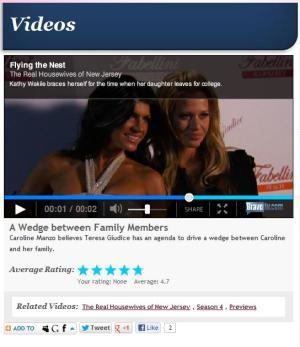 Videos
Fabellini
Flying the Nest
The Real Housewives of New Jersey
Kathy Wakile braces herself for the time when her daughter leaves for college.
00:01 / 00:02
SHARE
A Wedge between Family Members
Caroline Manzo believes Teresa Giudice has an agenda to drive a wedge between Caroline
and her family.
Average Rating:
Your rating: None Average: 4.7
Related Videos: The Real Housewives of New Jersey , Season 4 , Previews
ADD TO
Tweet
+1
Like
2